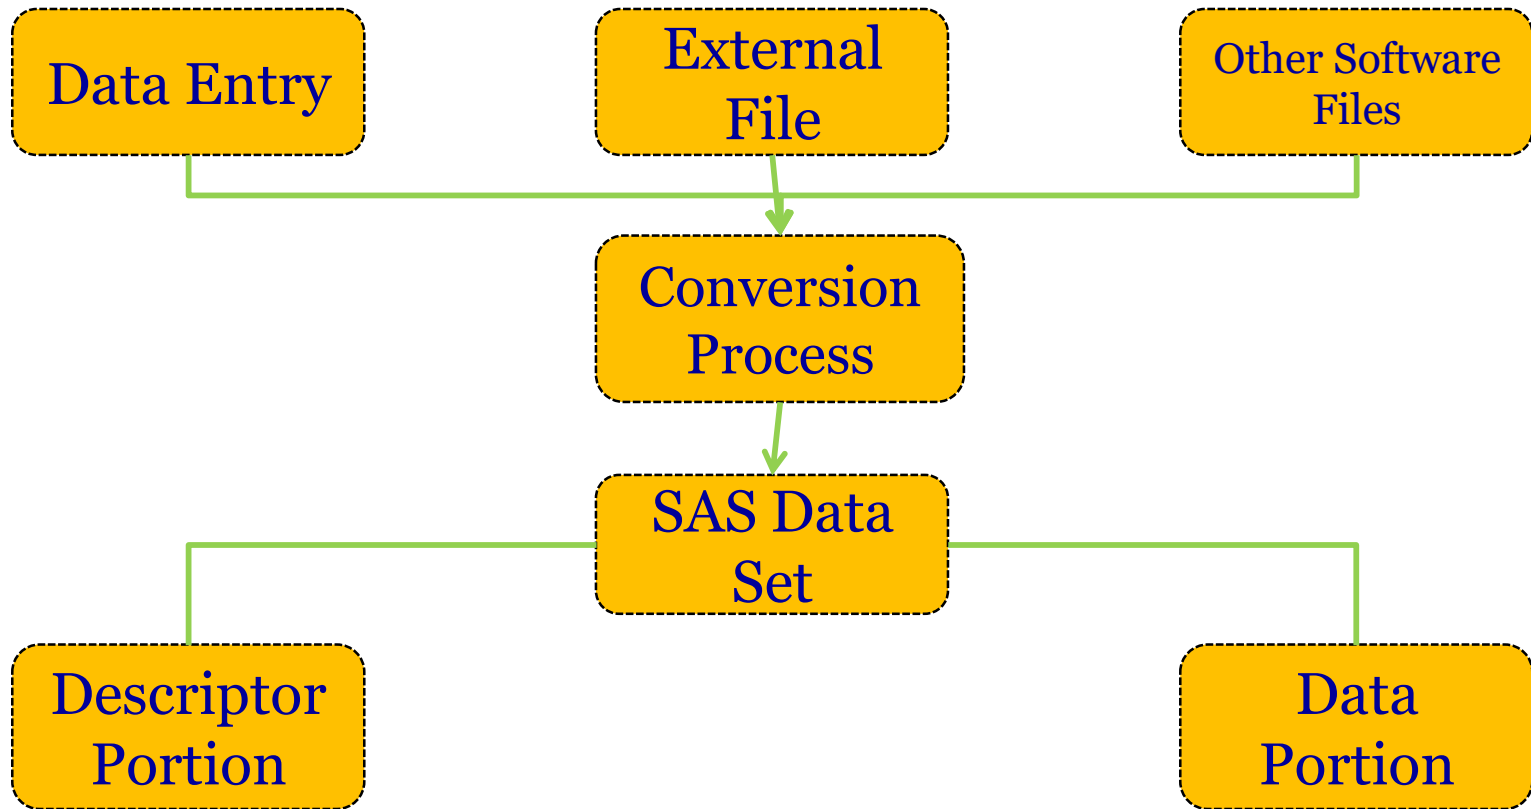 Data Entry
External
File
Other Software
Files
Conversion
Process
SAS Data
Set
Descriptor
Portion
Data
Portion